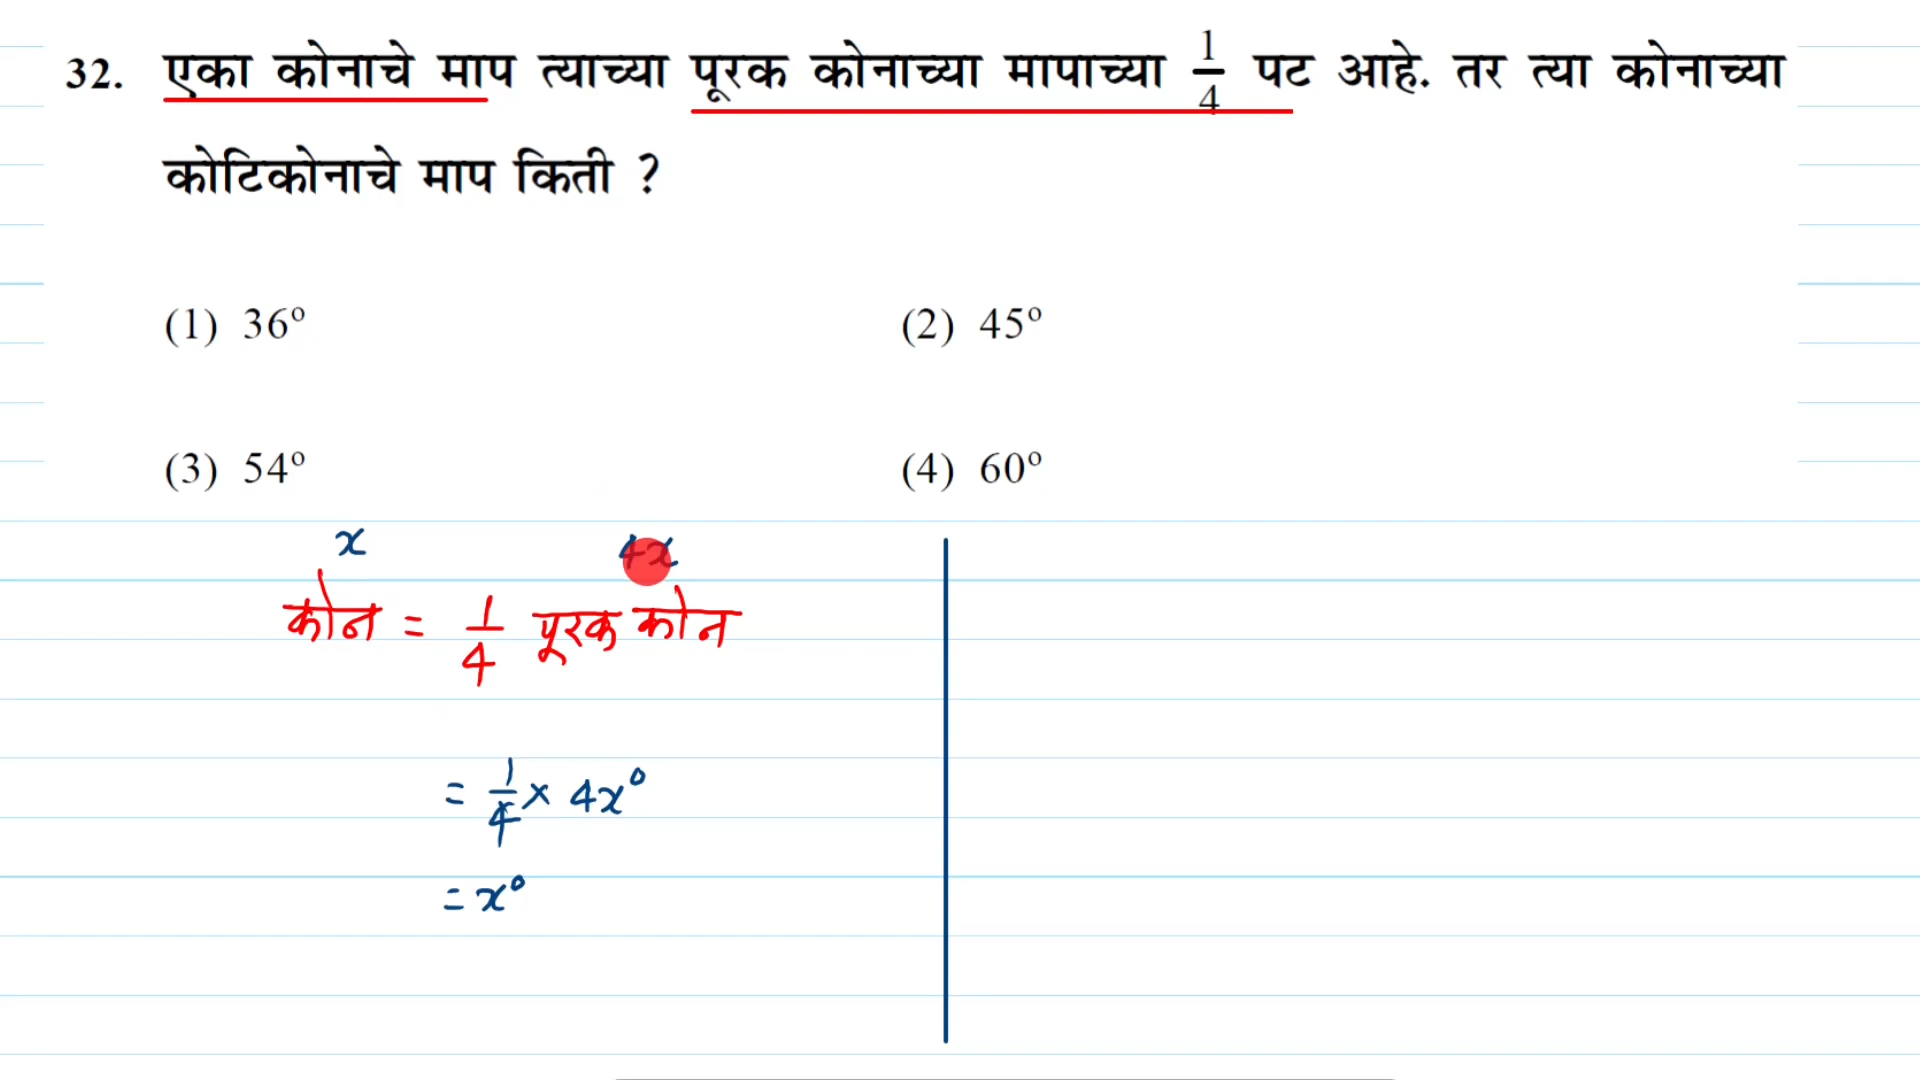 32. एका कोनाचे माप त्याच्या पूरक कोनाच्या मापाच्या 1/4 पट आहे. तर त्या कोनाच्या
कोटिकोनाचे माप किती ?
(1) 36° (2) 45°
(3) 54° (4) 60°
x 4x
कोन = 1/4 पूरक कोन
= 1/4 × 4x°
= x°